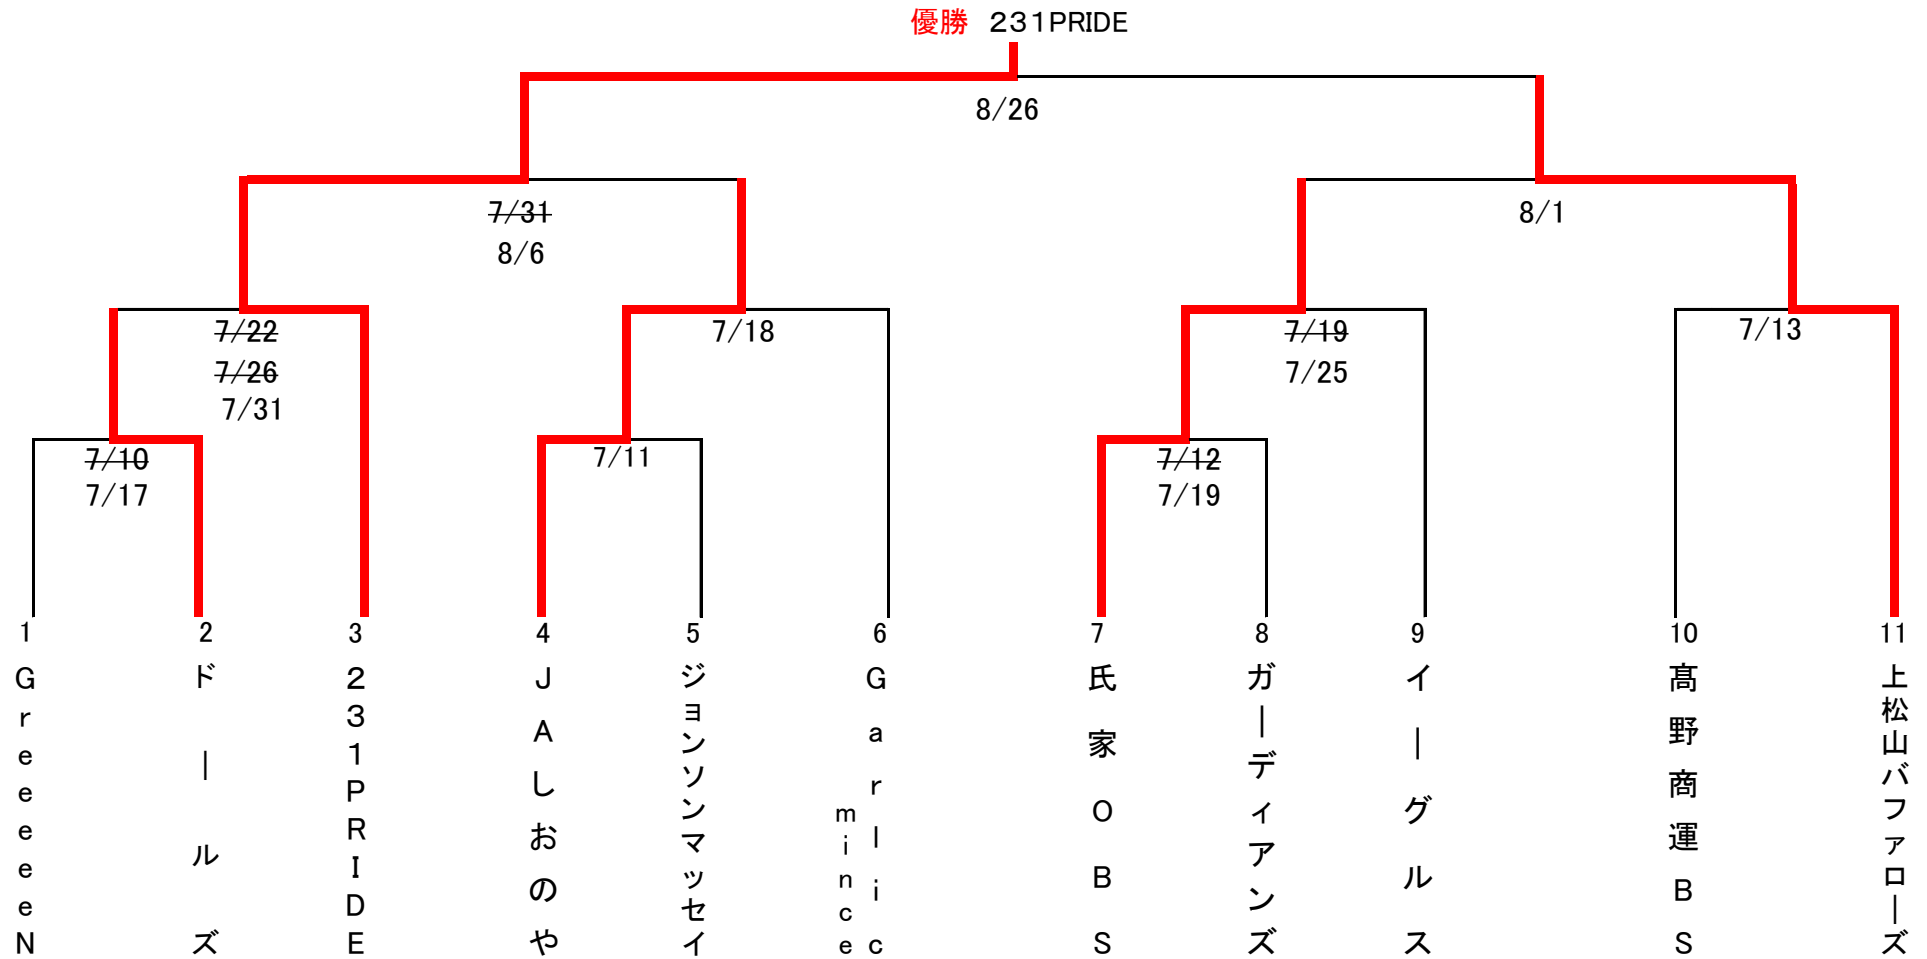 優勝 231PRIDE
8/26
7/31
8/6
8/1
7/22
7/26
7/31
7/18
7/19
7/25
7/13
7/10
7/17
7/11
7/12
7/19
1
2
3
4
5
6
7
8
9
10
11
GreeeeeN
ドールズ
231PRIDE
JAしおのや
ジョンソンマッセイ
Garlic
mince
氏家OBS
ガーディアンズ
イーグルス
髙野商運BS
上松山バファローズ